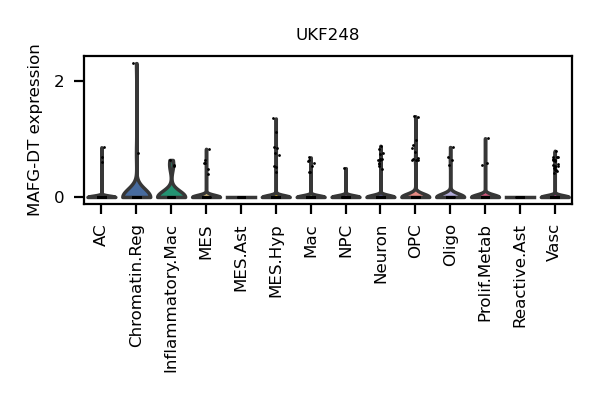 UKF248
MAFG-DT expression
2
0
AC
Chromatin.Reg
Inflammatory.Mac
MES
MES.Ast
MES.Hyp
Mac
NPC
Neuron
OPC
Oligo
Prolif.Metab
Reactive.Ast
Vasc